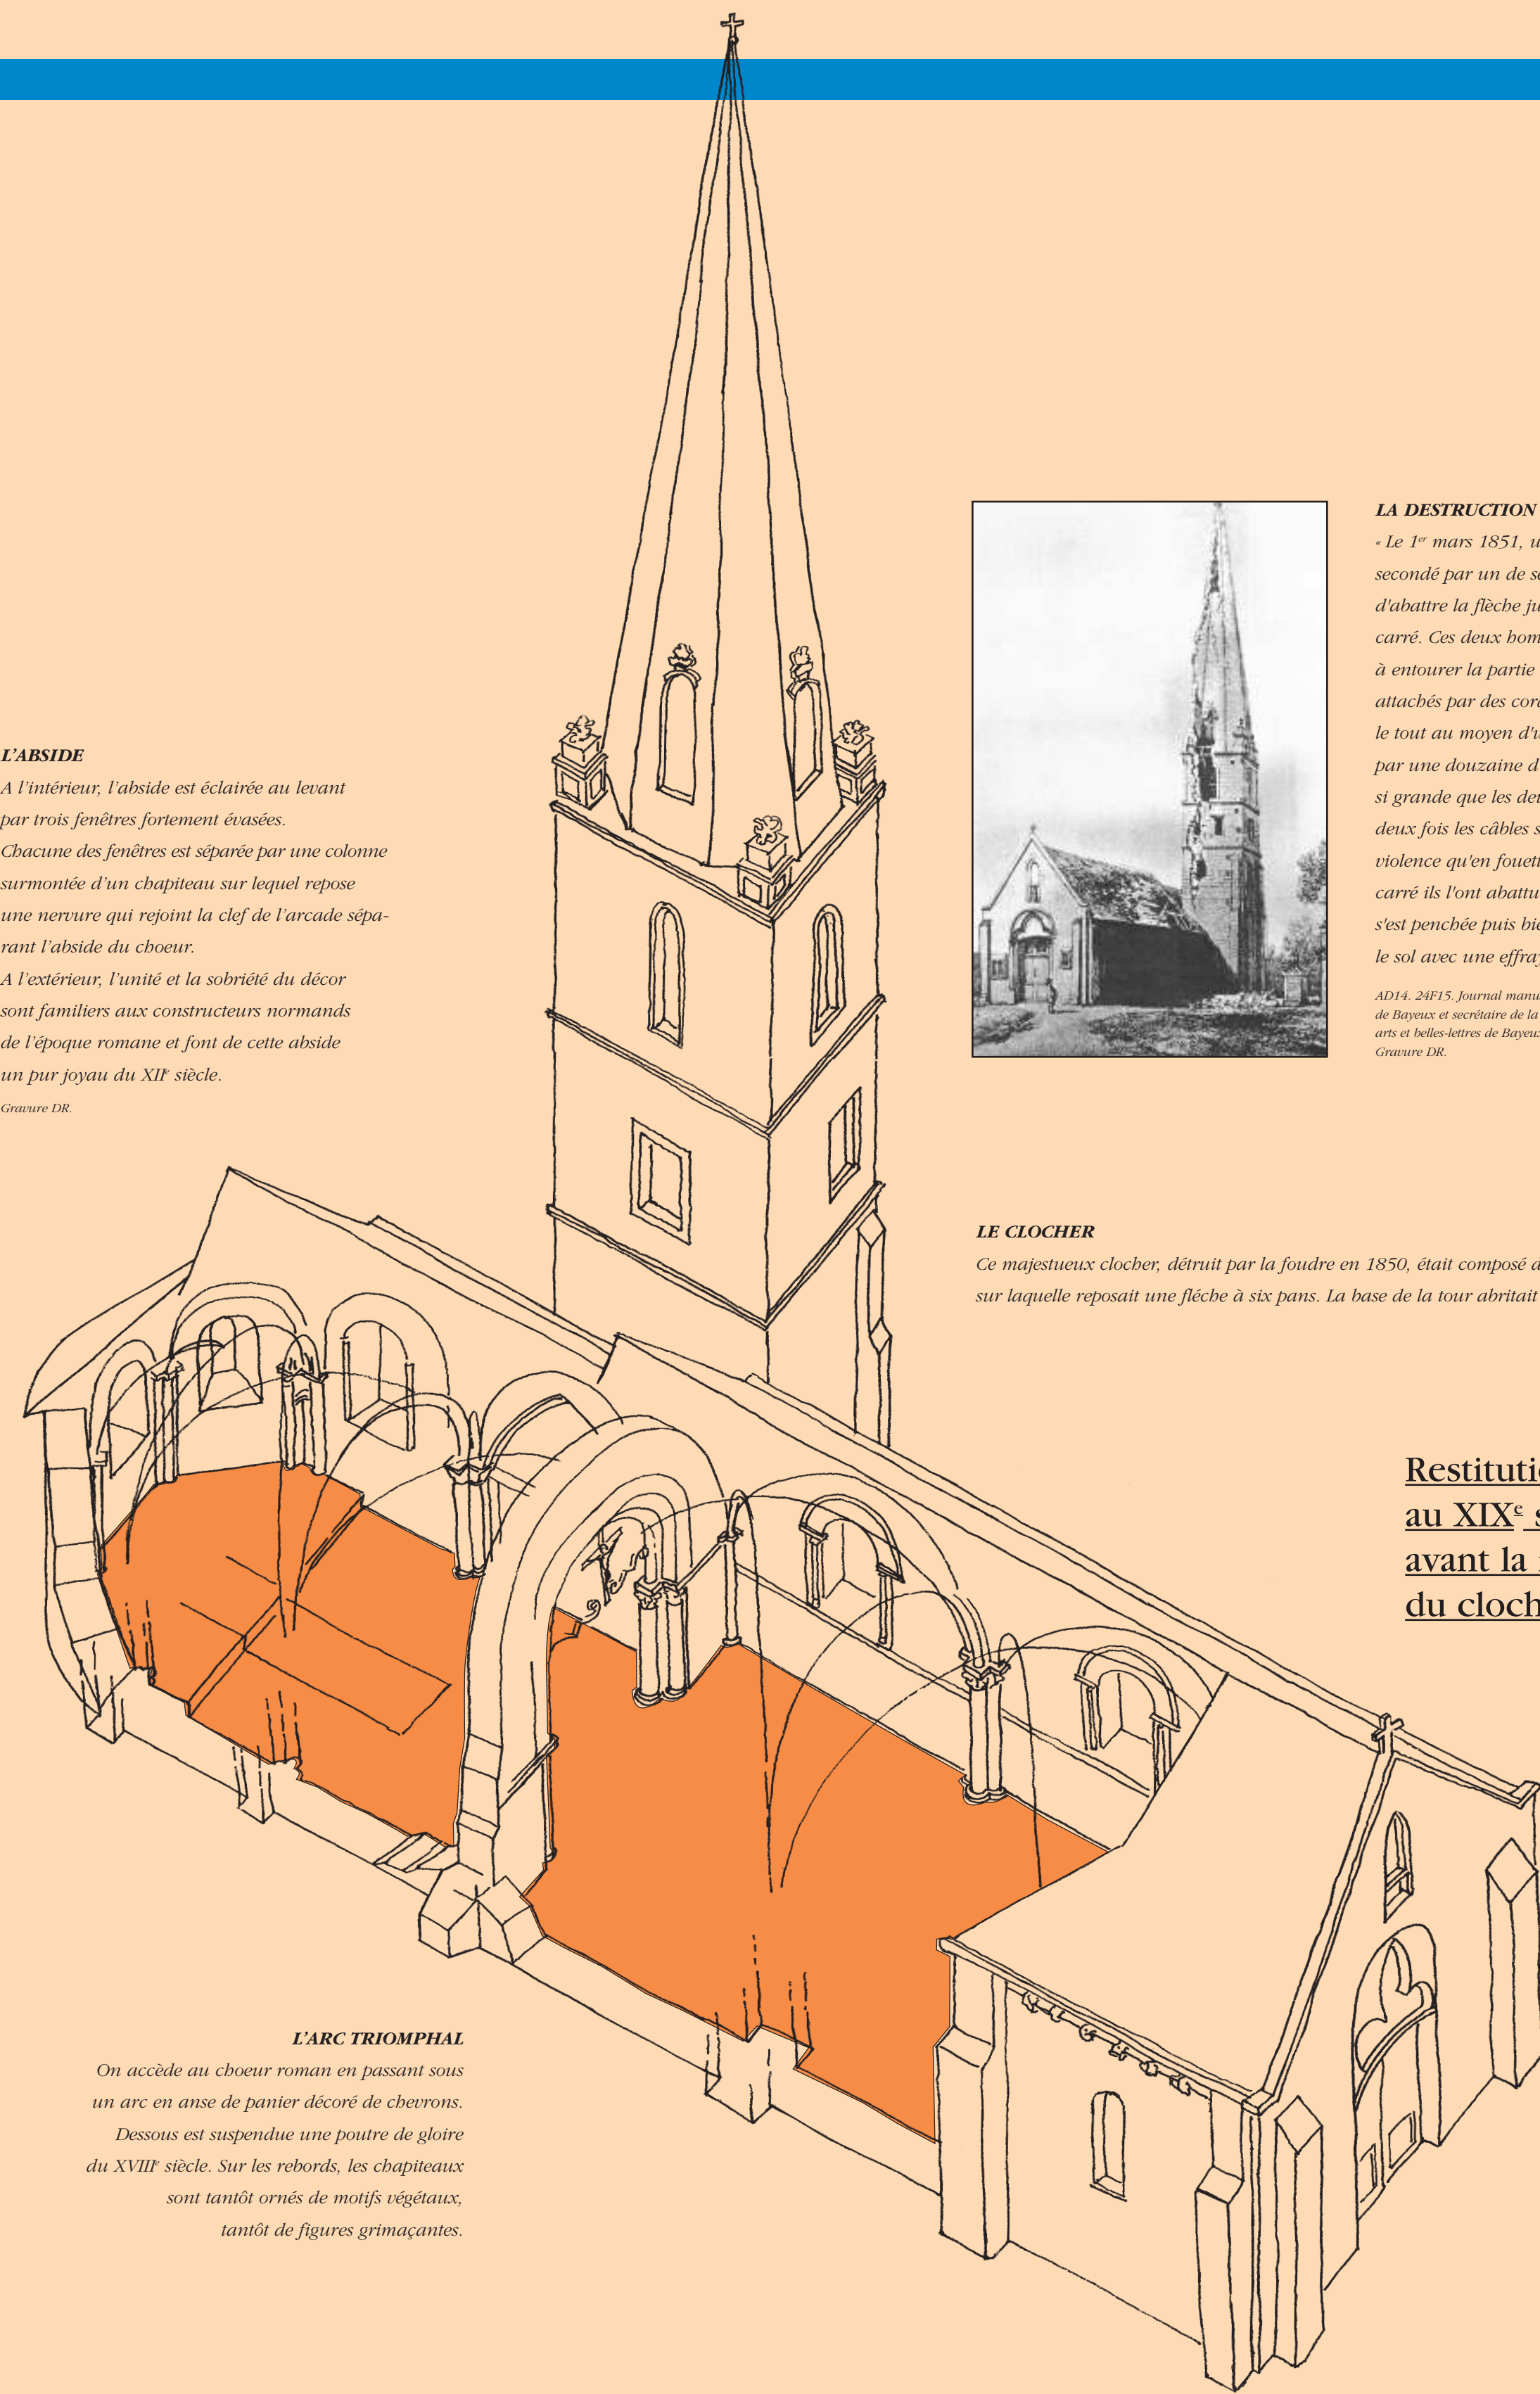 L'ABSIDE
A l'intérieur, l'abside est éclairée au levant
par trois fenêtres fortement évasées.
Chacune des fenêtres est séparée par une colonne
surmontée d'un chapiteau sur lequel repose
une nervure qui rejoint la clef de l'arcade sépa-
rant l'abside du choeur.
A l'extérieur, l'unité et la sobriété du décor
sont familiers aux constructeurs normands
de l'époque romane et font de cette abside
un pur joyau du XIIe siècle.
Gravure DR.
LA DESTRUCTION
« Le 1er mars 1851, u
secondé par un de se
d'abattre la flèche ju
carré. Ces deux hom
à entourer la partie
attachés par des cord
le tout au moyen d'u
par une douzaine d'
si grande que les deu
deux fois les câbles s
violence qu'en fouett
carré ils l'ont abattu
s'est penchée puis bie
le sol avec une effray
AD14. 24F15. Journal manu
de Bayeux et secrétaire de la
arts et belles-lettres de Bayeux
Gravure DR.
LE CLOCHER
Ce majestueux clocher, détruit par la foudre en 1850, était composé d
sur laquelle reposait une fléche à six pans. La base de la tour abritait
Restituti
au XIXe s
avant la
du cloch
L'ARC TRIOMPHAL
On accède au choeur roman en passant sous
un arc en anse de panier décoré de chevrons.
Dessous est suspendue une poutre de gloire
du XVIIIe siècle. Sur les rebords, les chapiteaux
sont tantôt ornés de motifs végétaux,
tantôt de figures grimaçantes.